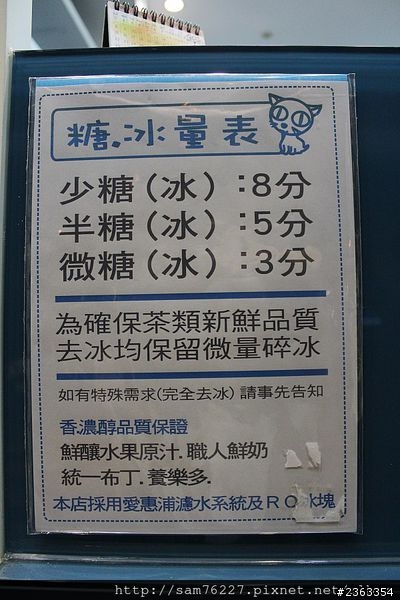 糖.冰量表
少糖(冰):8分
半糖(冰):5分
微糖(冰):3分
為確保茶類新鮮品質
去冰均保留微量碎冰
如有特殊需求(完全去冰)請事先告知
香濃醇品質保證
鮮釀水果原汁.職人鮮奶
統一布丁.養樂多.
本店採用愛惠浦濾水系統及RO冰塊
http://sam76227.pixnet.net/
#2363354